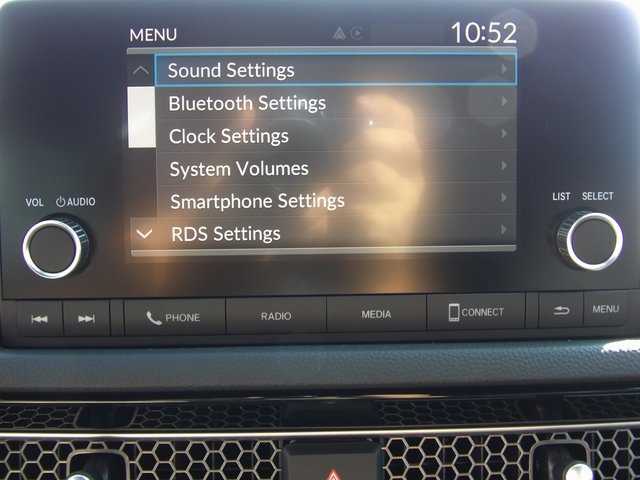 MENU 10:52
Sound Settings
Bluetooth Settings
Clock Settings
System Volumes
Smartphone Settings
RDS Settings
VOL AUDIO
LIST SELECT
PHONE RADIO MEDIA CONNECT MENU